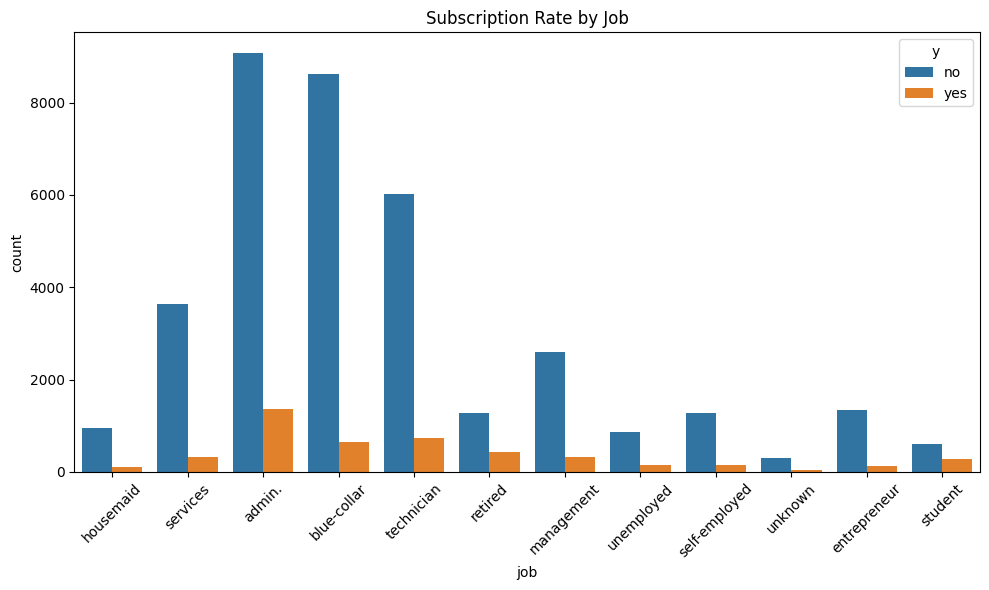 Subscription Rate by Job
y
no
yes
count
8000
6000
4000
2000
0
housemaid
services
admin.
blue-collar
technician
retired
management
unemployed
self-employed
unknown
entrepreneur
student
job